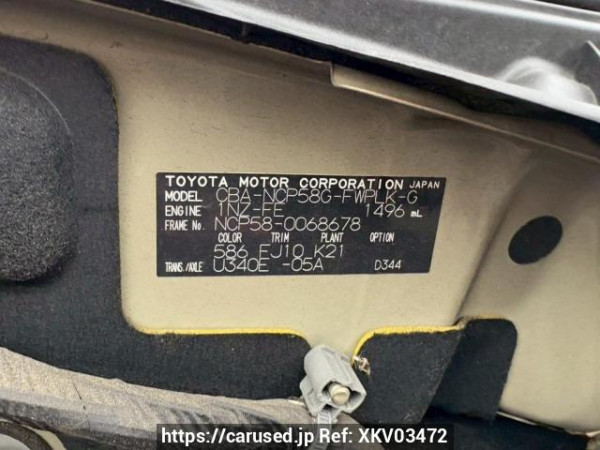 TOYOTA MOTOR CORPORATION JAPAN
MODEL CBA-NCP58G-FWPLK-G
ENGINE 1NZ-FE 1496 mL
FRAME No. NCP58-0068678
COLOR TRIM PLANT OPTION
586 EJ10 K21
TRANS./AXLE U340E -05A D344
https://carused.jp Ref: XKV03472